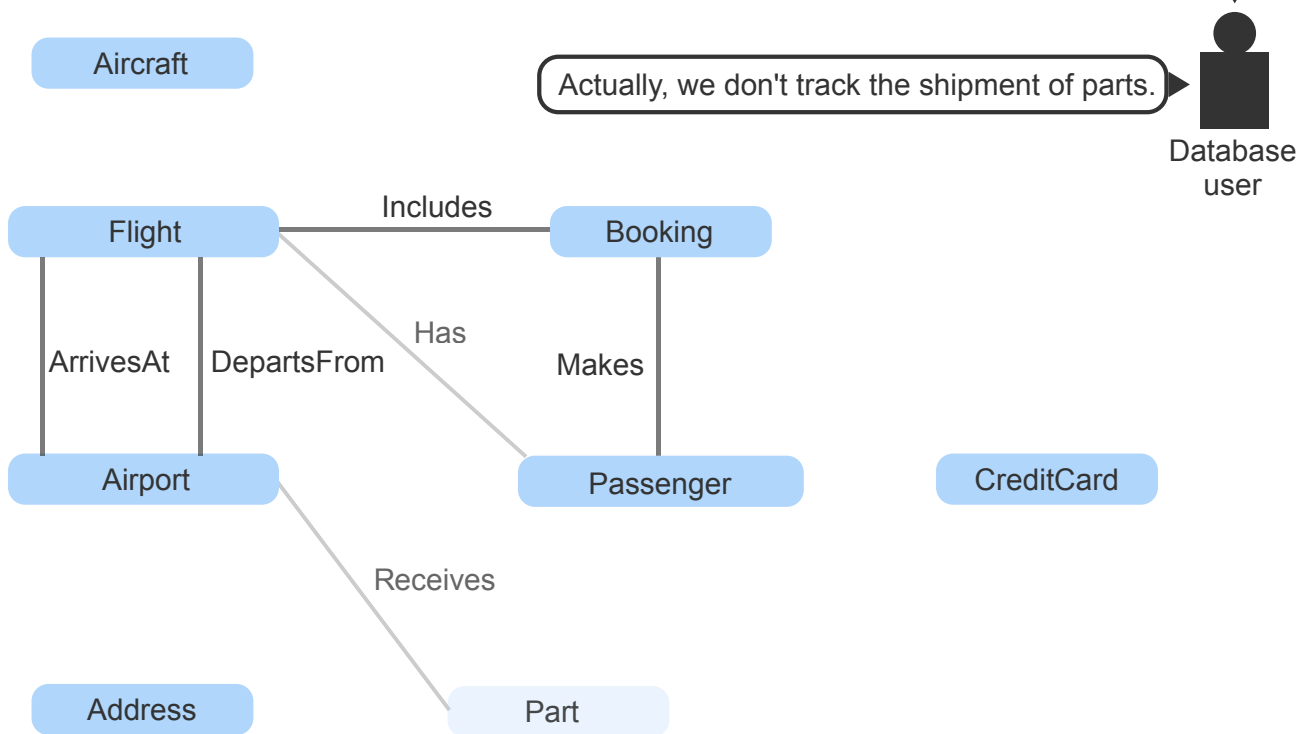 Aircraft
Actually, we don't track the shipment of parts.
Database
user
Includes
Flight
Booking
Has
ArrivesAt
DepartsFrom
Makes
Airport
Passenger
CreditCard
Receives
Address
Part